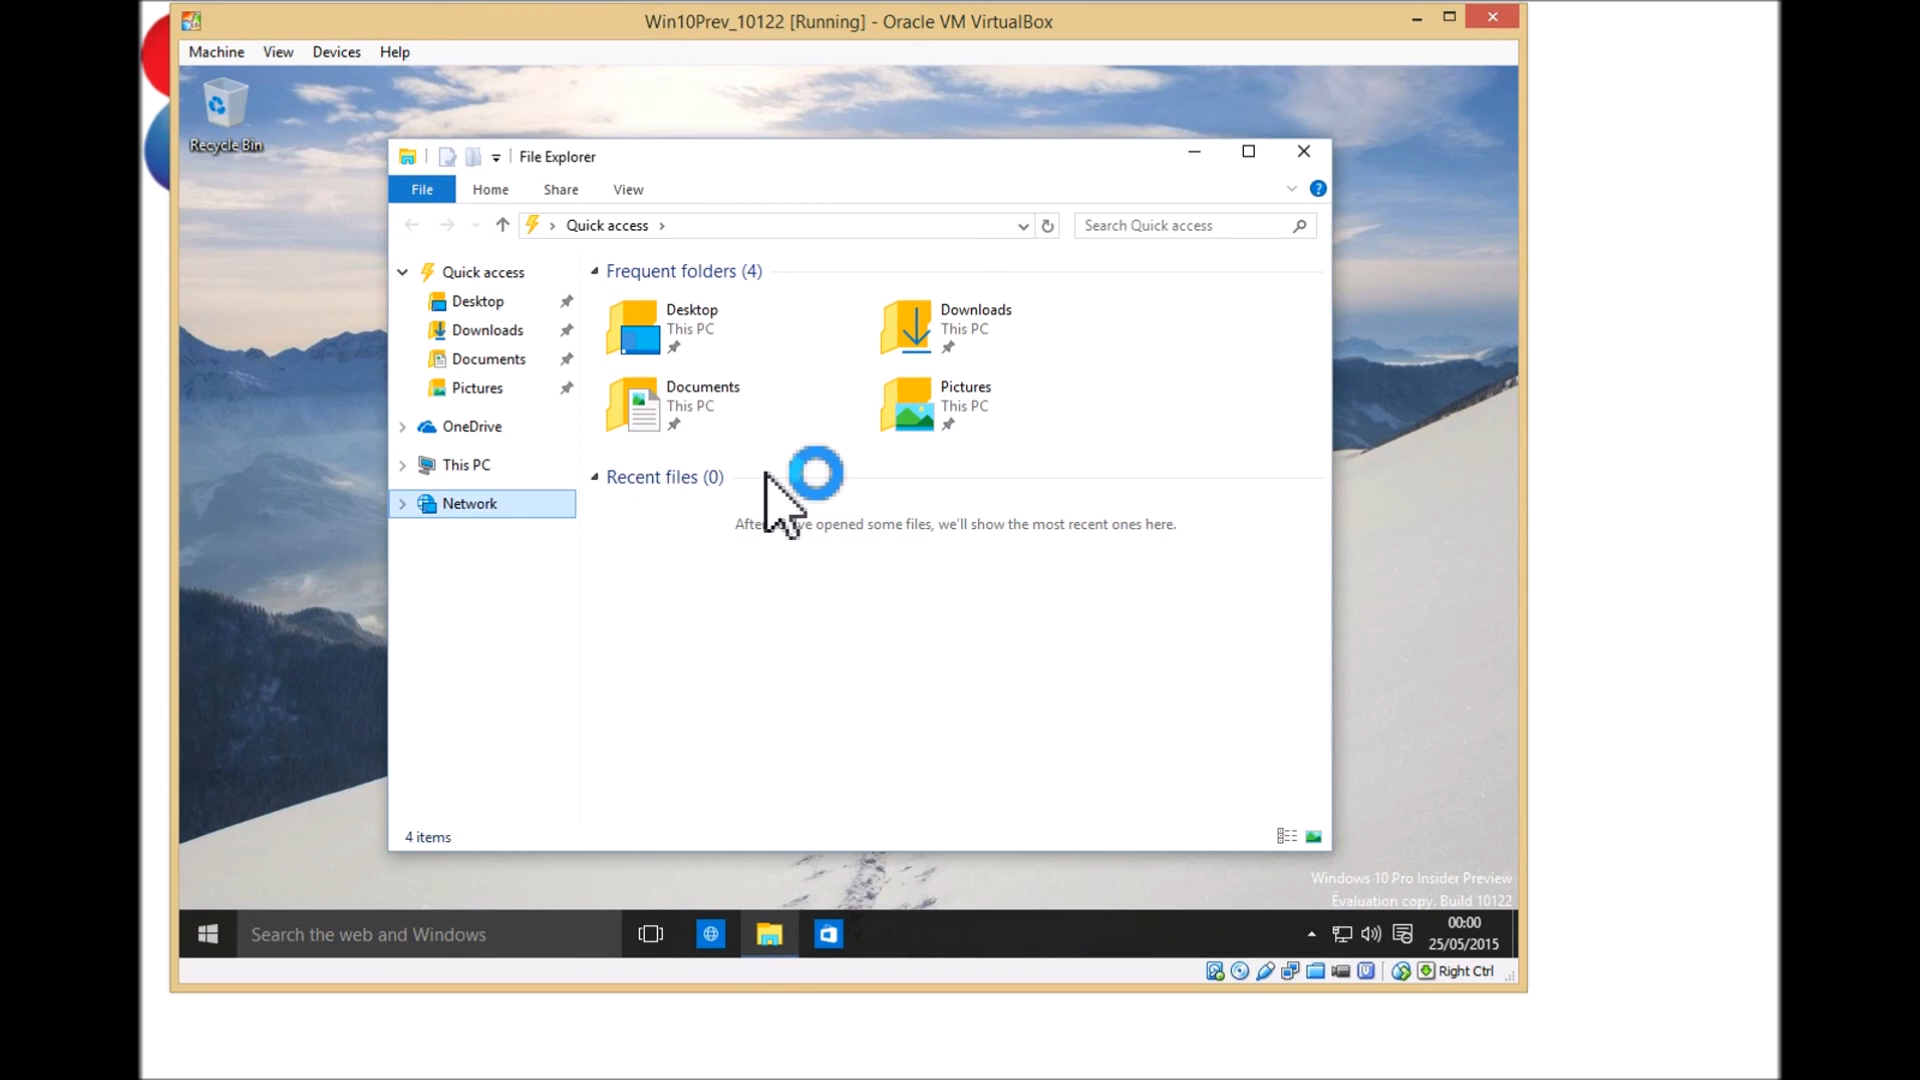 Win10Prev_10122 [Running] - Oracle VM VirtualBox
Machine View Devices Help
Recycle Bin
File Explorer
File Home Share View
Quick access
Search Quick access
Quick access
Desktop
Downloads
Documents
Pictures
OneDrive
This PC
Network
Frequent folders (4)
Desktop
This PC
Downloads
This PC
Documents
This PC
Pictures
This PC
Recent files (0)
opened some files, we'll show the most recent ones here.
4 items
Windows 10 Pro Insider Preview
Evaluation copy. Build 10122
Search the web and Windows
00:00
25/05/2015
Right Ctrl